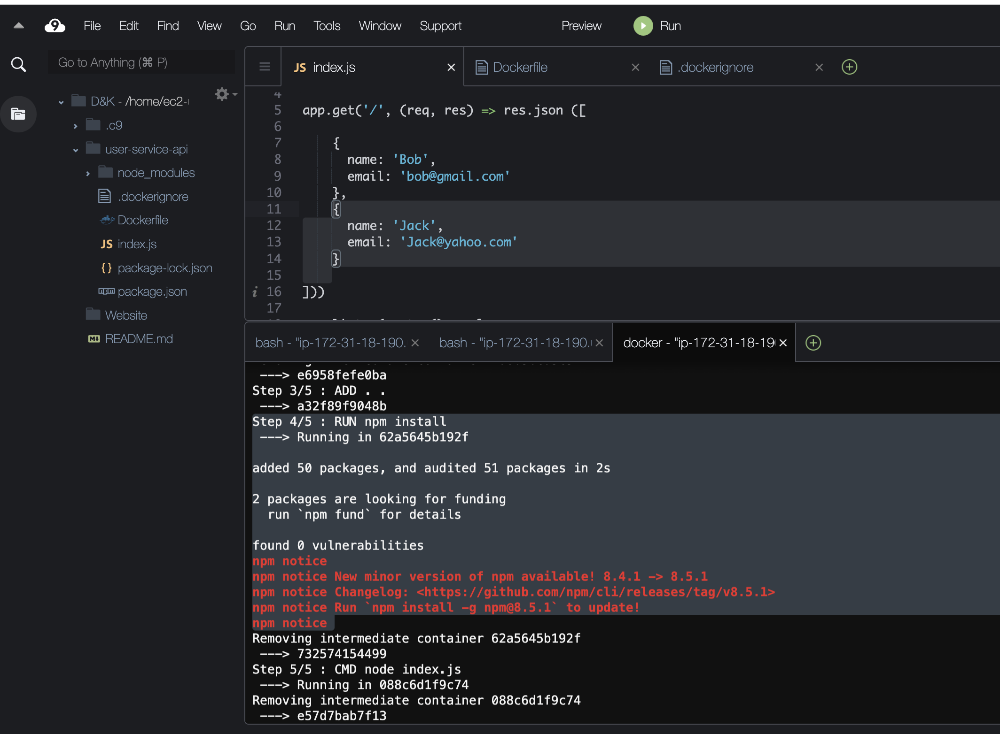 9 File Edit Find View Go Run Tools Window Support Preview Run
Go to Anything (⌘ P)
D&K - /home/ec2-
.c9
user-service-api
node_modules
.dockerignore
Dockerfile
JS index.js
{} package-lock.json
package.json
Website
M↓ README.md
JS index.js × Dockerfile × .dockerignore ×
4
5 app.get('/', (req, res) => res.json ([
6
7 {
8 name: 'Bob',
9 email: 'bob@gmail.com'
10 },
11 {
12 name: 'Jack',
13 email: 'Jack@yahoo.com'
14 }
15
i 16 ]))
17
bash - "ip-172-31-18-190. × bash - "ip-172-31-18-190. × docker - "ip-172-31-18-19 ×
---> e6958fefe0ba
Step 3/5 : ADD . .
---> a32f89f9048b
Step 4/5 : RUN npm install
---> Running in 62a5645b192f
added 50 packages, and audited 51 packages in 2s
2 packages are looking for funding
run `npm fund` for details
found 0 vulnerabilities
npm notice
npm notice New minor version of npm available! 8.4.1 -> 8.5.1
npm notice Changelog: <https://github.com/npm/cli/releases/tag/v8.5.1>
npm notice Run `npm install -g npm@8.5.1` to update!
npm notice
Removing intermediate container 62a5645b192f
---> 732574154499
Step 5/5 : CMD node index.js
---> Running in 088c6d1f9c74
Removing intermediate container 088c6d1f9c74
---> e57d7bab7f13